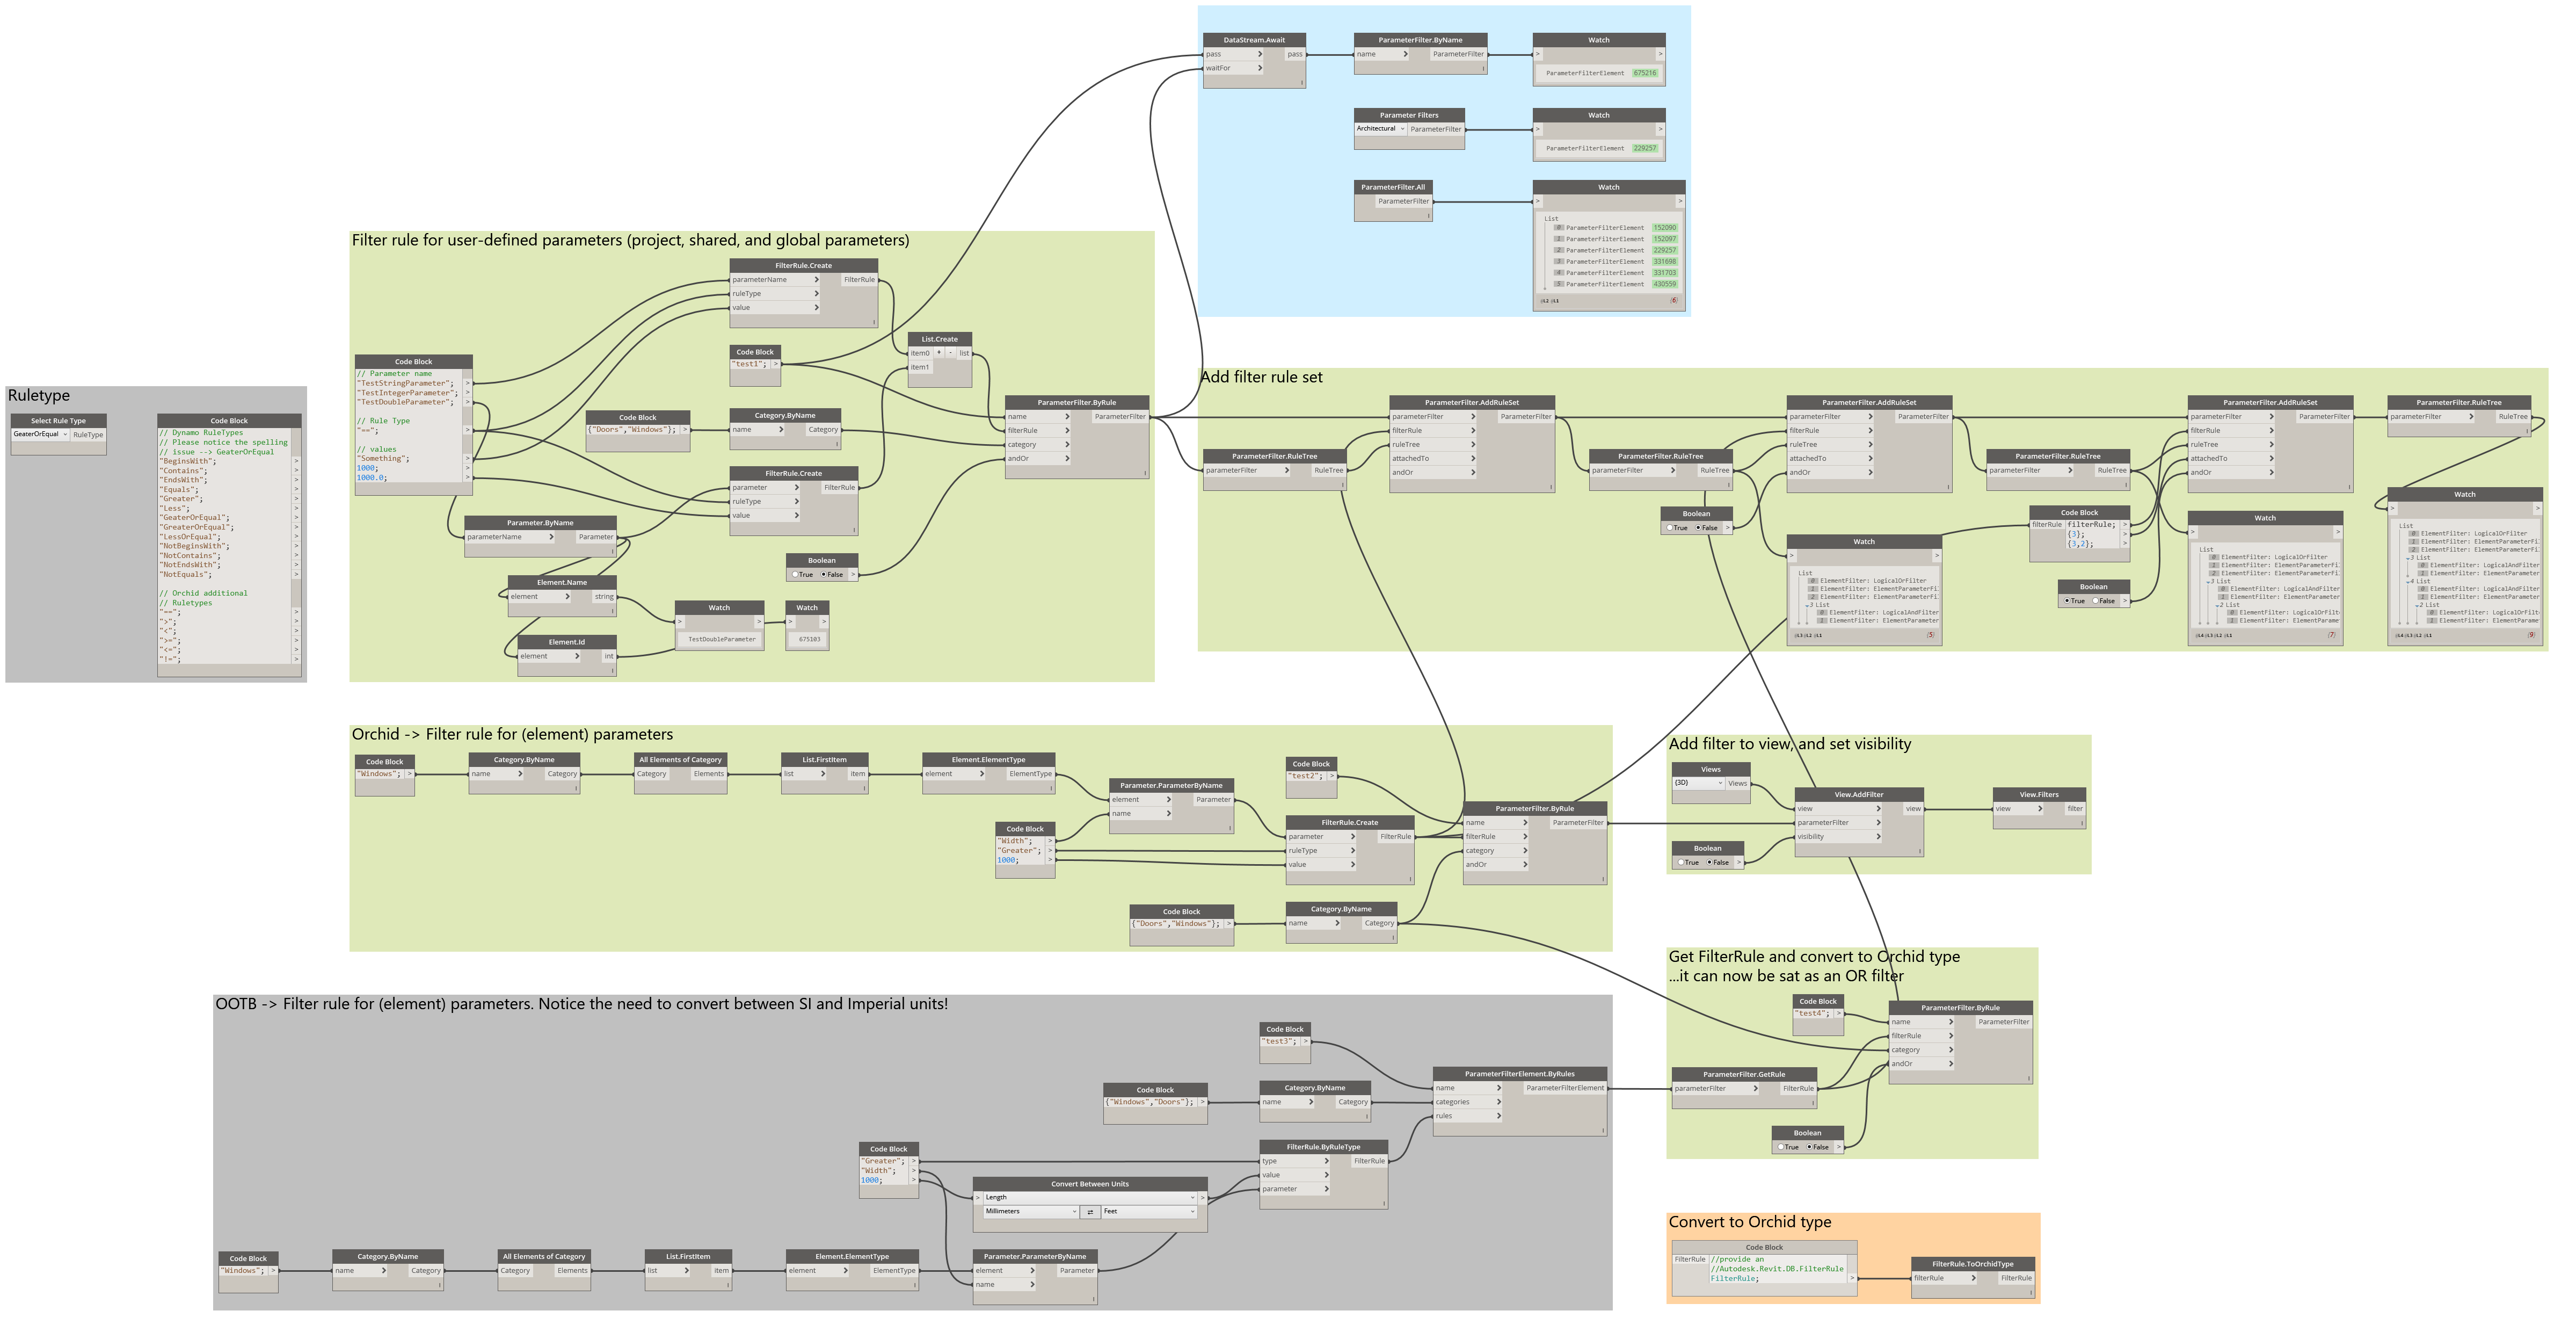 DataStream.Await
pass > pass
waitFor >
ParameterFilter.ByName
name > ParameterFilter
Watch
> >
ParameterFilterElement 675216
Parameter Filters
Architectural ParameterFilter
Watch
> >
ParameterFilterElement 229257
ParameterFilter.All
ParameterFilter
Watch
> >
List
0 ParameterFilterElement 152090
1 ParameterFilterElement 152097
2 ParameterFilterElement 229257
3 ParameterFilterElement 331698
4 ParameterFilterElement 331703
5 ParameterFilterElement 430559
@L2 @L1 {6}
Ruletype
Select Rule Type
GeaterOrEqual RuleType
Code Block
// Dynamo RuleTypes
// Please notice the spelling
// issue --> GeaterOrEqual
"BeginsWith"; >
"Contains"; >
"EndsWith"; >
"Equals"; >
"Greater"; >
"Less"; >
"GeaterOrEqual"; >
"GreaterOrEqual"; >
"LessOrEqual"; >
"NotBeginsWith"; >
"NotContains"; >
"NotEndsWith"; >
"NotEquals"; >
// Orchid additional
// Ruletypes
"=="; >
">"; >
"<"; >
">="; >
"<="; >
"!="; >
Filter rule for user-defined parameters (project, shared, and global parameters)
FilterRule.Create
parameterName > FilterRule
ruleType >
value >
Code Block
// Parameter name
"TestStringParameter"; >
"TestIntegerParameter"; >
"TestDoubleParameter"; >
// Rule Type
"=="; >
// values
"Something"; >
1000; >
1000.0; >
Code Block
"test1"; >
List.Create
item0 + - list
item1
Code Block
{"Doors","Windows"}; >
Category.ByName
name > Category
ParameterFilter.ByRule
name > ParameterFilter
filterRule >
category >
andOr >
FilterRule.Create
parameter > FilterRule
ruleType >
value >
Parameter.ByName
parameterName > Parameter
Boolean
True False >
Element.Name
element > string
Element.Id
element > int
Watch
> >
TestDoubleParameter
Watch
> >
675103
Add filter rule set
ParameterFilter.RuleTree
parameterFilter > RuleTree
ParameterFilter.AddRuleSet
parameterFilter > ParameterFilter
filterRule >
ruleTree >
attachedTo >
andOr >
ParameterFilter.RuleTree
parameterFilter > RuleTree
Boolean
True False >
ParameterFilter.AddRuleSet
parameterFilter > ParameterFilter
filterRule >
ruleTree >
attachedTo >
andOr >
Watch
> >
List
0 ElementFilter: LogicalOrFilter
1 ElementFilter: ElementParameterFi
2 ElementFilter: ElementParameterFi
3 List
0 ElementFilter: LogicalAndFilter
1 ElementFilter: ElementParameter
@L3 @L2 @L1 {5}
ParameterFilter.RuleTree
parameterFilter > RuleTree
Code Block
filterRule filterRule; >
{3}; >
{3,2}; >
Boolean
True False >
ParameterFilter.AddRuleSet
parameterFilter > ParameterFilter
filterRule >
ruleTree >
attachedTo >
andOr >
Watch
> >
List
0 ElementFilter: LogicalOrFilter
1 ElementFilter: ElementParameterFi
2 ElementFilter: ElementParameterFi
3 List
0 ElementFilter: LogicalAndFilter
1 ElementFilter: ElementParameter
2 List
0 ElementFilter: LogicalOrFilt
1 ElementFilter: ElementParame
@L4 @L3 @L2 @L1 {7}
ParameterFilter.RuleTree
parameterFilter > RuleTree
Watch
> >
List
0 ElementFilter: LogicalOrFilter
1 ElementFilter: ElementParameterFi
2 ElementFilter: ElementParameterFi
3 List
0 ElementFilter: LogicalAndFilter
1 ElementFilter: ElementParameter
4 List
0 ElementFilter: LogicalAndFilter
1 ElementFilter: ElementParameter
2 List
0 ElementFilter: LogicalOrFilt
1 ElementFilter: ElementParame
@L4 @L3 @L2 @L1 {9}
Orchid -> Filter rule for (element) parameters
Code Block
"Windows"; >
Category.ByName
name > Category
All Elements of Category
Category Elements
List.FirstItem
list > item
Element.ElementType
element > ElementType
Parameter.ParameterByName
element > Parameter
name >
Code Block
"Width"; >
"Greater"; >
1000; >
Code Block
"test2"; >
FilterRule.Create
parameter > FilterRule
ruleType >
value >
ParameterFilter.ByRule
name > ParameterFilter
filterRule >
category >
andOr >
Code Block
{"Doors","Windows"}; >
Category.ByName
name > Category
Add filter to view, and set visibility
Views
{3D} Views
View.AddFilter
view > view
parameterFilter >
visibility >
View.Filters
view > filter
Boolean
True False >
Get FilterRule and convert to Orchid type
...it can now be sat as an OR filter
Code Block
"test4"; >
ParameterFilter.ByRule
name > ParameterFilter
filterRule >
category >
andOr >
ParameterFilter.GetRule
parameterFilter > FilterRule
Boolean
True False >
OOTB -> Filter rule for (element) parameters. Notice the need to convert between SI and Imperial units!
Code Block
"test3"; >
Code Block
{"Windows","Doors"}; >
Category.ByName
name > Category
ParameterFilterElement.ByRules
name > ParameterFilterElement
categories >
rules >
Code Block
"Greater"; >
"Width"; >
1000; >
FilterRule.ByRuleType
type > FilterRule
value >
parameter >
Convert Between Units
> Length >
Millimeters Feet
Code Block
"Windows"; >
Category.ByName
name > Category
All Elements of Category
Category Elements
List.FirstItem
list > item
Element.ElementType
element > ElementType
Parameter.ParameterByName
element > Parameter
name >
Convert to Orchid type
Code Block
FilterRule //provide an
//Autodesk.Revit.DB.FilterRule
FilterRule; >
FilterRule.ToOrchidType
filterRule > FilterRule